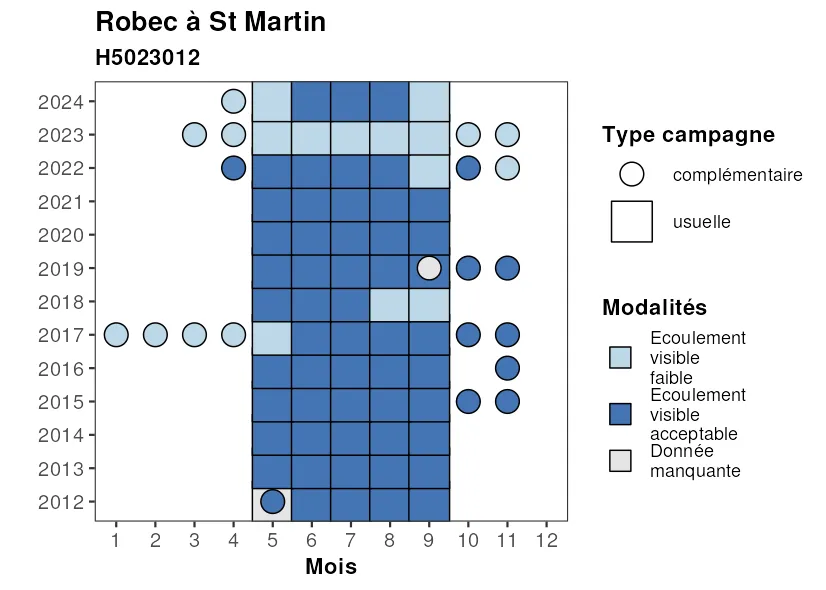 Robec à St Martin
H5023012
2024
2023
2022
2021
2020
2019
2018
2017
2016
2015
2014
2013
2012
1 2 3 4 5 6 7 8 9 10 11 12
Mois
Type campagne
complémentaire
usuelle
Modalités
Ecoulement
visible
faible
Ecoulement
visible
acceptable
Donnée
manquante